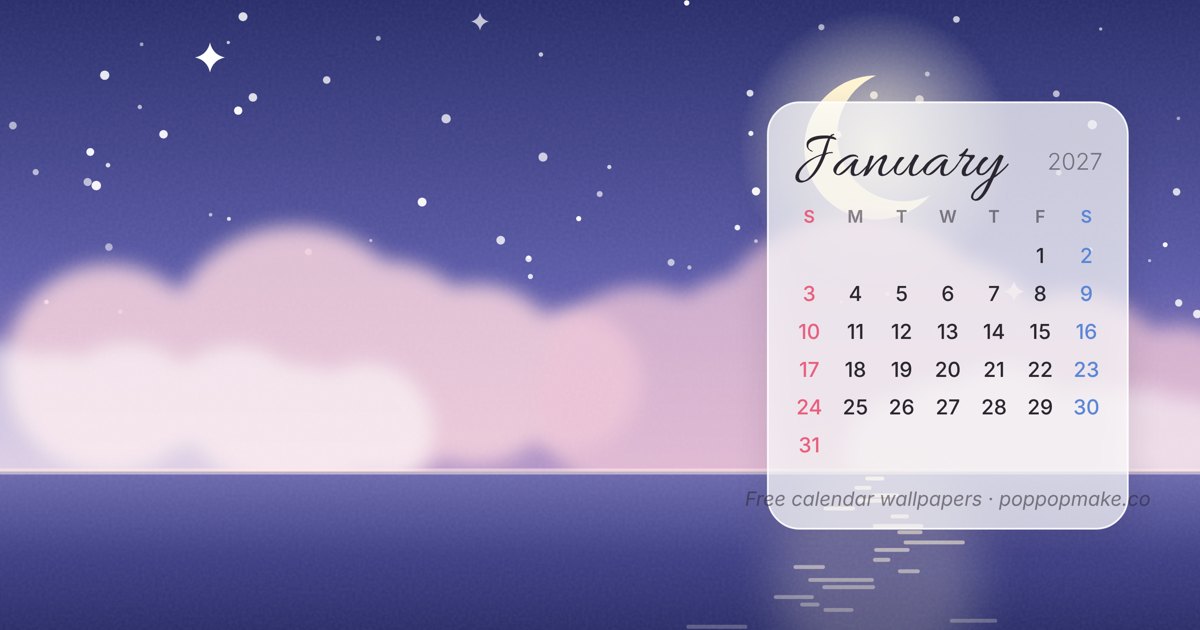 January 2027
S M T W T F S
1 2
3 4 5 6 7 8 9
10 11 12 13 14 15 16
17 18 19 20 21 22 23
24 25 26 27 28 29 30
31
Free calendar wallpapers · poppopmake.co